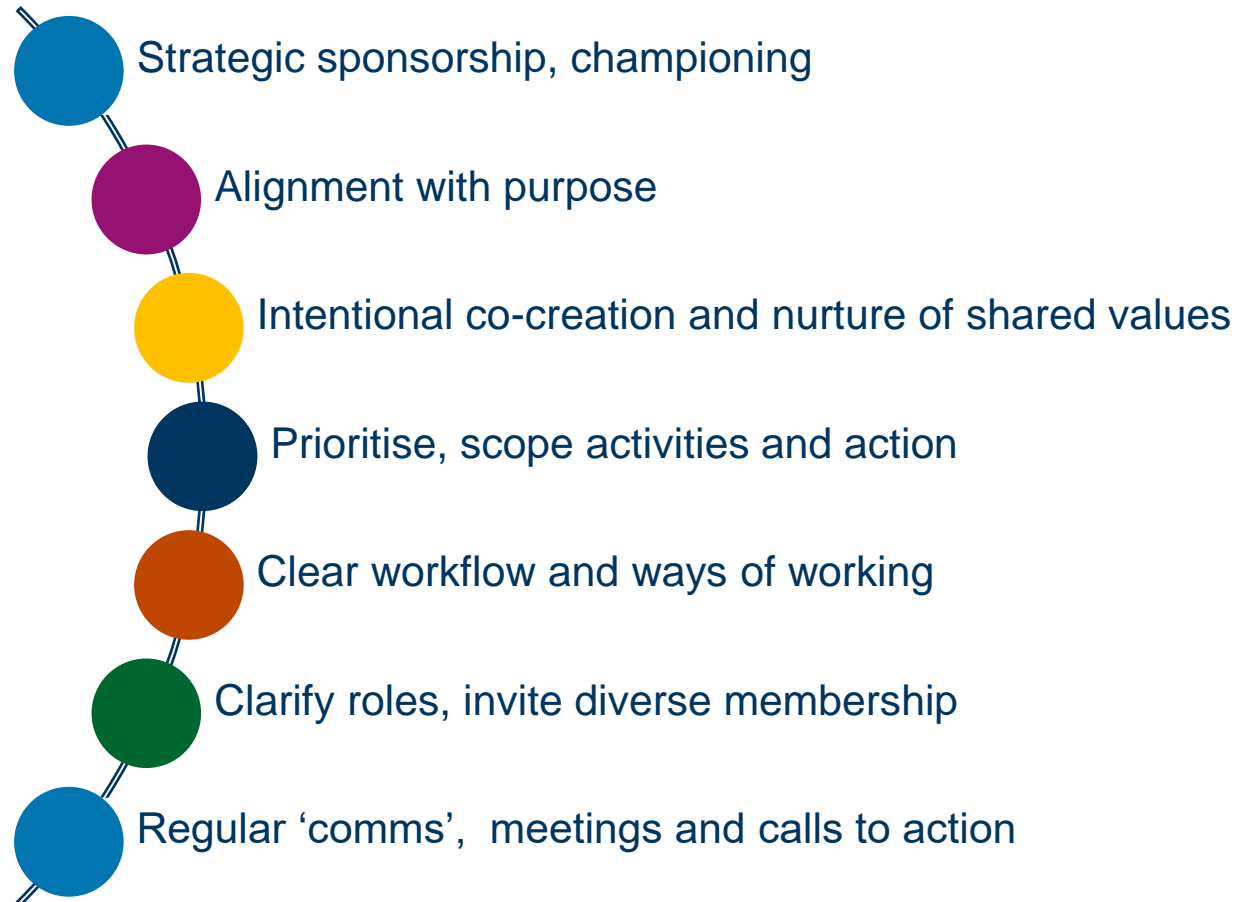 Strategic sponsorship, championing
Alignment with purpose
Intentional co-creation and nurture of shared values
Prioritise, scope activities and action
Clear workflow and ways of working
Clarify roles, invite diverse membership
Regular ‘comms’,  meetings and calls to action